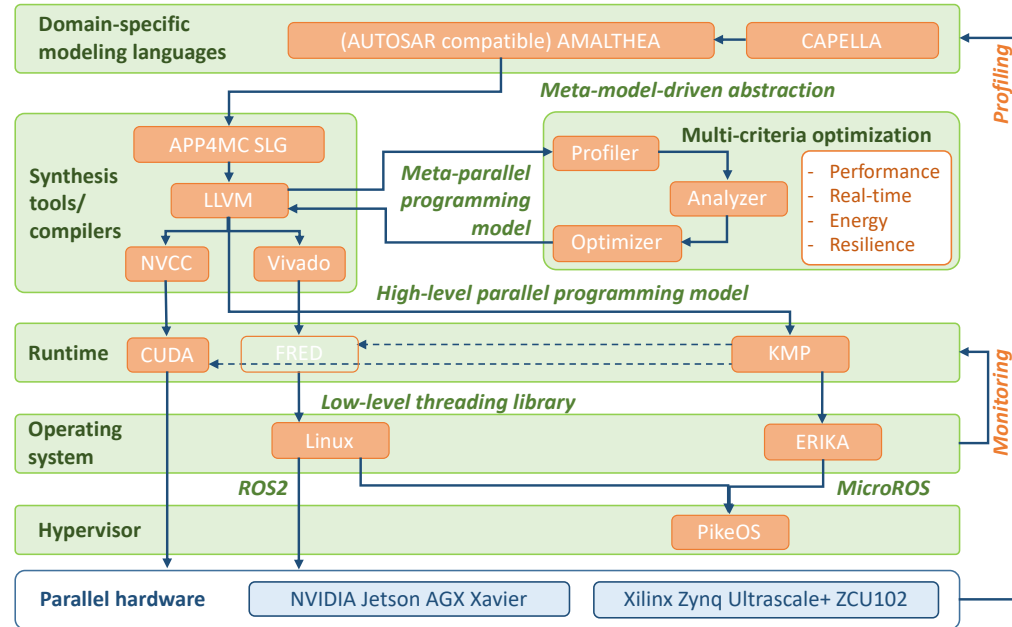 Domain-specific
modeling languages
(AUTOSAR compatible) AMALTHEA
CAPELLA
Profiling
Meta-model-driven abstraction
APP4MC SLG
Synthesis
tools/
compilers
LLVM
NVCC
Vivado
Meta-parallel
programming
model
Multi-criteria optimization
Profiler
Analyzer
Optimizer
- Performance
- Real-time
- Energy
- Resilience
High-level parallel programming model
Runtime
CUDA
FRED
KMP
Monitoring
Low-level threading library
Operating
system
Linux
ERIKA
ROS2
MicroROS
Hypervisor
PikeOS
Parallel hardware
NVIDIA Jetson AGX Xavier
Xilinx Zynq Ultrascale+ ZCU102